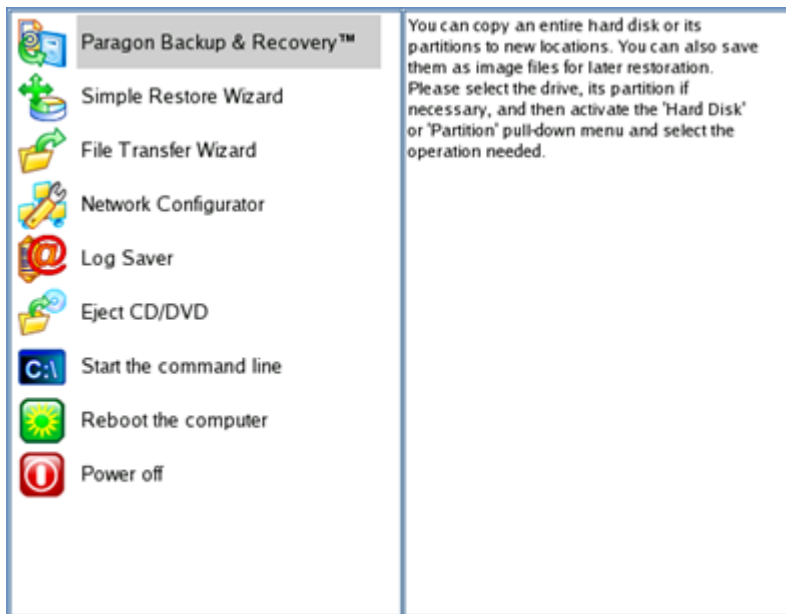 Paragon Backup & Recovery™
Simple Restore Wizard
File Transfer Wizard
Network Configurator
@
Log Saver
Eject CD/DVD
C:\
Start the command line
Reboot the computer
Power off
You can copy an entire hard disk or its
partitions to new locations. You can also save
them as image files for later restoration.
Please select the drive, its partition if
necessary, and then activate the 'Hard Disk'
or 'Partition' pull-down menu and select the
operation needed.